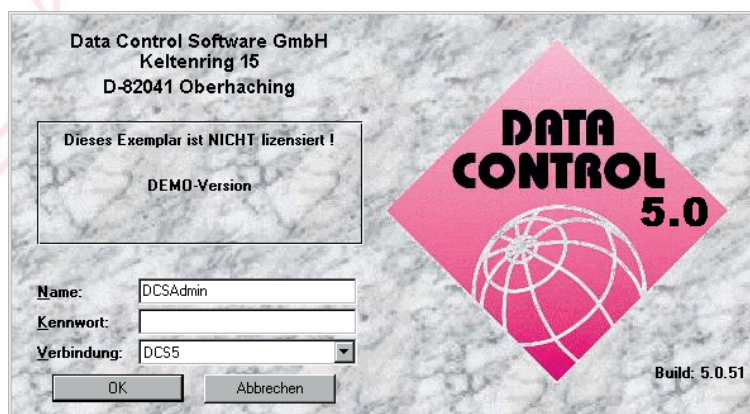 Data Control Software GmbH
Keltenring 15
D-82041 Oberhaching
Dieses Exemplar ist NICHT lizensiert !
DEMO-Version
Name: DCSAdmin
Kennwort:
Verbindung: DCS5
OK Abbrechen
DATA
CONTROL
5.0
Build: 5.0.51